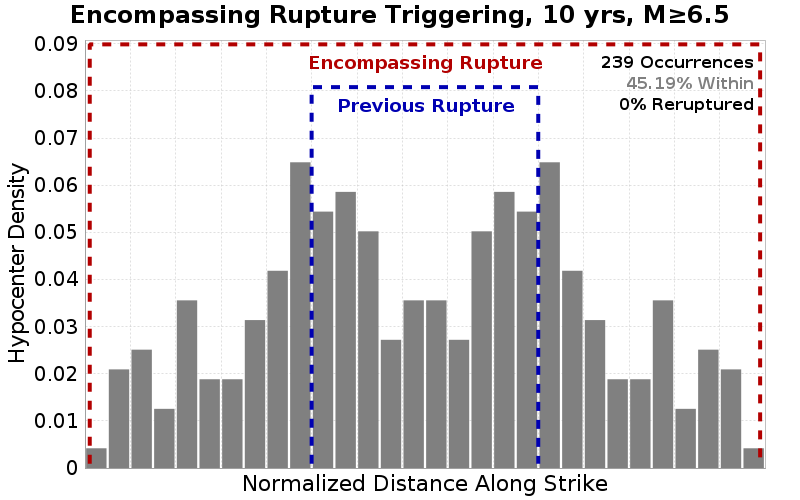 Encompassing Rupture Triggering, 10 yrs, M≥6.5
0.09
Encompassing Rupture
239 Occurrences
45.19% Within
0% Reruptured
0.08
Previous Rupture
0.07
0.06
0.05
0.04
0.03
0.02
0.01
0
Hypocenter Density
Normalized Distance Along Strike